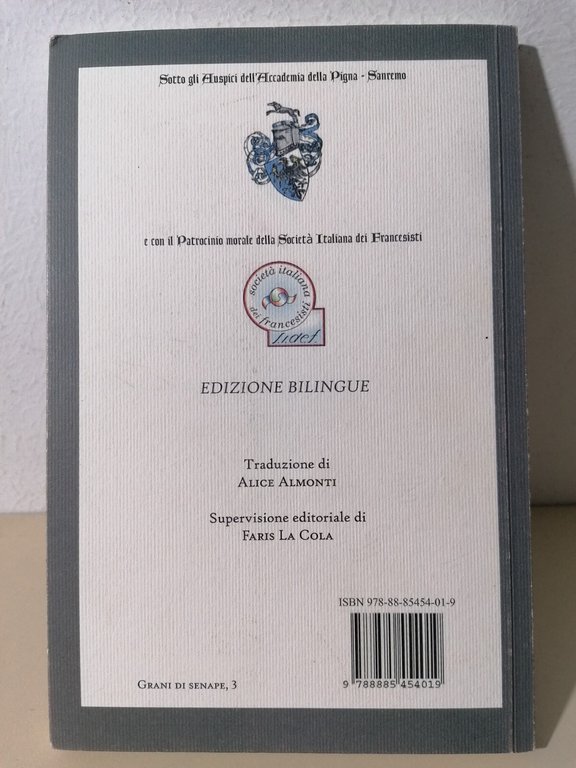 Sotto gli Auspici dell'Accademia della Pigna - Sanremo
e con il Patrocinio morale della Società Italiana dei Francesisti
società italiana
dei francesisti
fidef
EDIZIONE BILINGUE
Traduzione di
ALICE ALMONTI
Supervisione editoriale di
FARIS LA COLA
ISBN 978-88-85454-01-9
9 788885 454019
GRANI DI SENAPE, 3